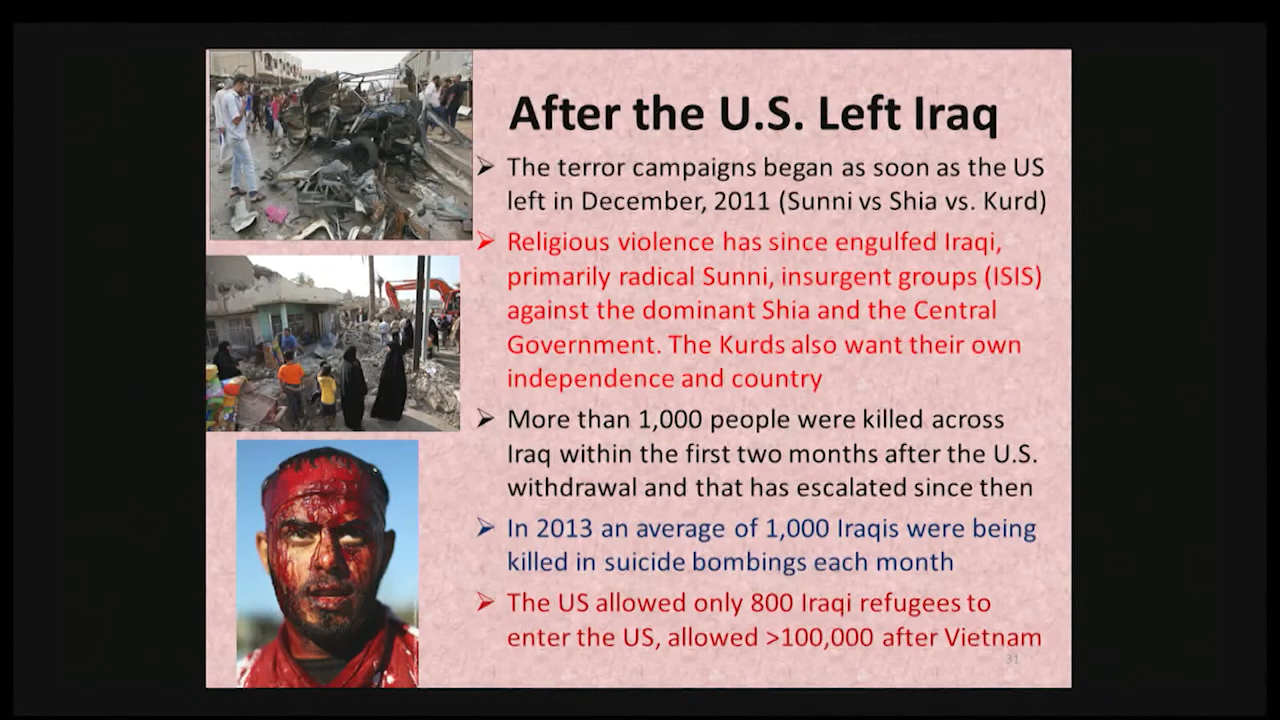 After the U.S. Left Iraq
The terror campaigns began as soon as the US
left in December, 2011 (Sunni vs Shia vs. Kurd)
Religious violence has since engulfed Iraqi,
primarily radical Sunni, insurgent groups (ISIS)
against the dominant Shia and the Central
Government. The Kurds also want their own
independence and country
More than 1,000 people were killed across
Iraq within the first two months after the U.S.
withdrawal and that has escalated since then
In 2013 an average of 1,000 Iraqis were being
killed in suicide bombings each month
The US allowed only 800 Iraqi refugees to
enter the US, allowed >100,000 after Vietnam
31